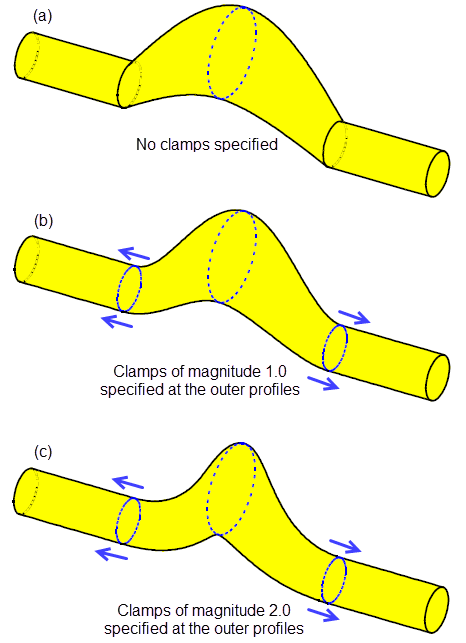 (a)
No clamps specified
(b)
Clamps of magnitude 1.0
specified at the outer profiles
(c)
Clamps of magnitude 2.0
specified at the outer profiles